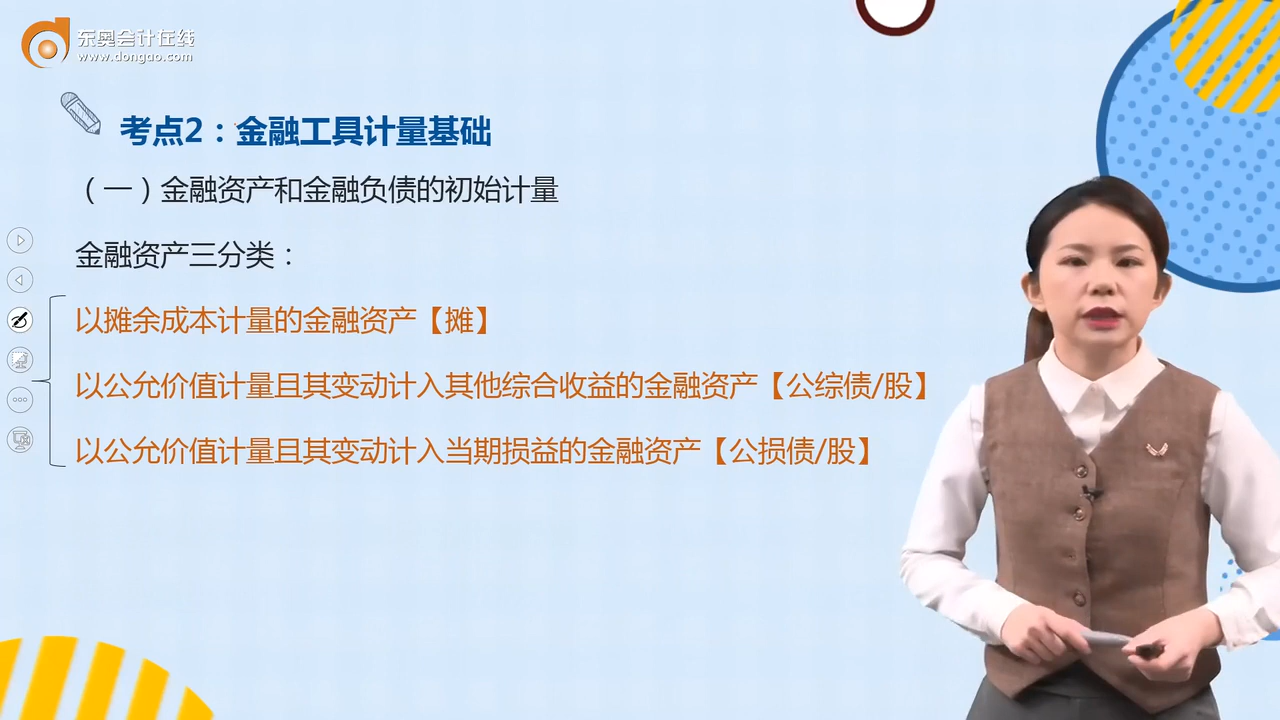 东奥会计在线
www.dongao.com
考点2：金融工具计量基础
（一）金融资产和金融负债的初始计量
金融资产三分类：
以摊余成本计量的金融资产【摊】
以公允价值计量且其变动计入其他综合收益的金融资产【公综债/股】
以公允价值计量且其变动计入当期损益的金融资产【公损债/股】